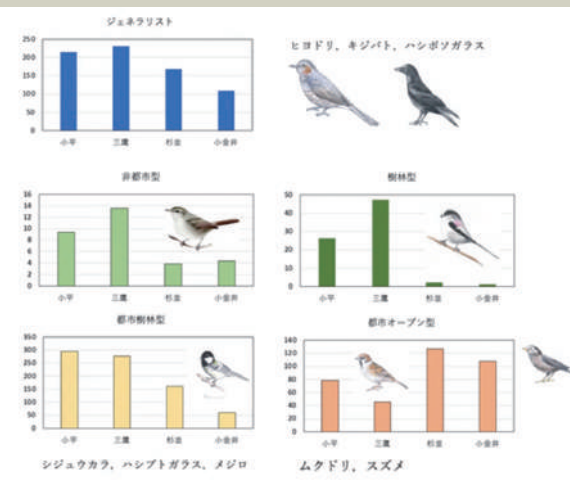 ジェネラリスト
ヒヨドリ，キジバト，ハシボソガラス
250
200
150
100
50
0
小平 三鷹 杉並 小金井
非都市型
16
14
12
10
8
6
4
2
0
小平 三鷹 杉並 小金井
樹林型
50
40
30
20
10
0
小平 三鷹 杉並 小金井
都市樹林型
350
300
250
200
150
100
50
0
小平 三鷹 杉並 小金井
シジュウカラ，ハシブトガラス，メジロ
都市オープン型
140
120
100
80
60
40
20
0
小平 三鷹 杉並 小金井
ムクドリ，スズメ